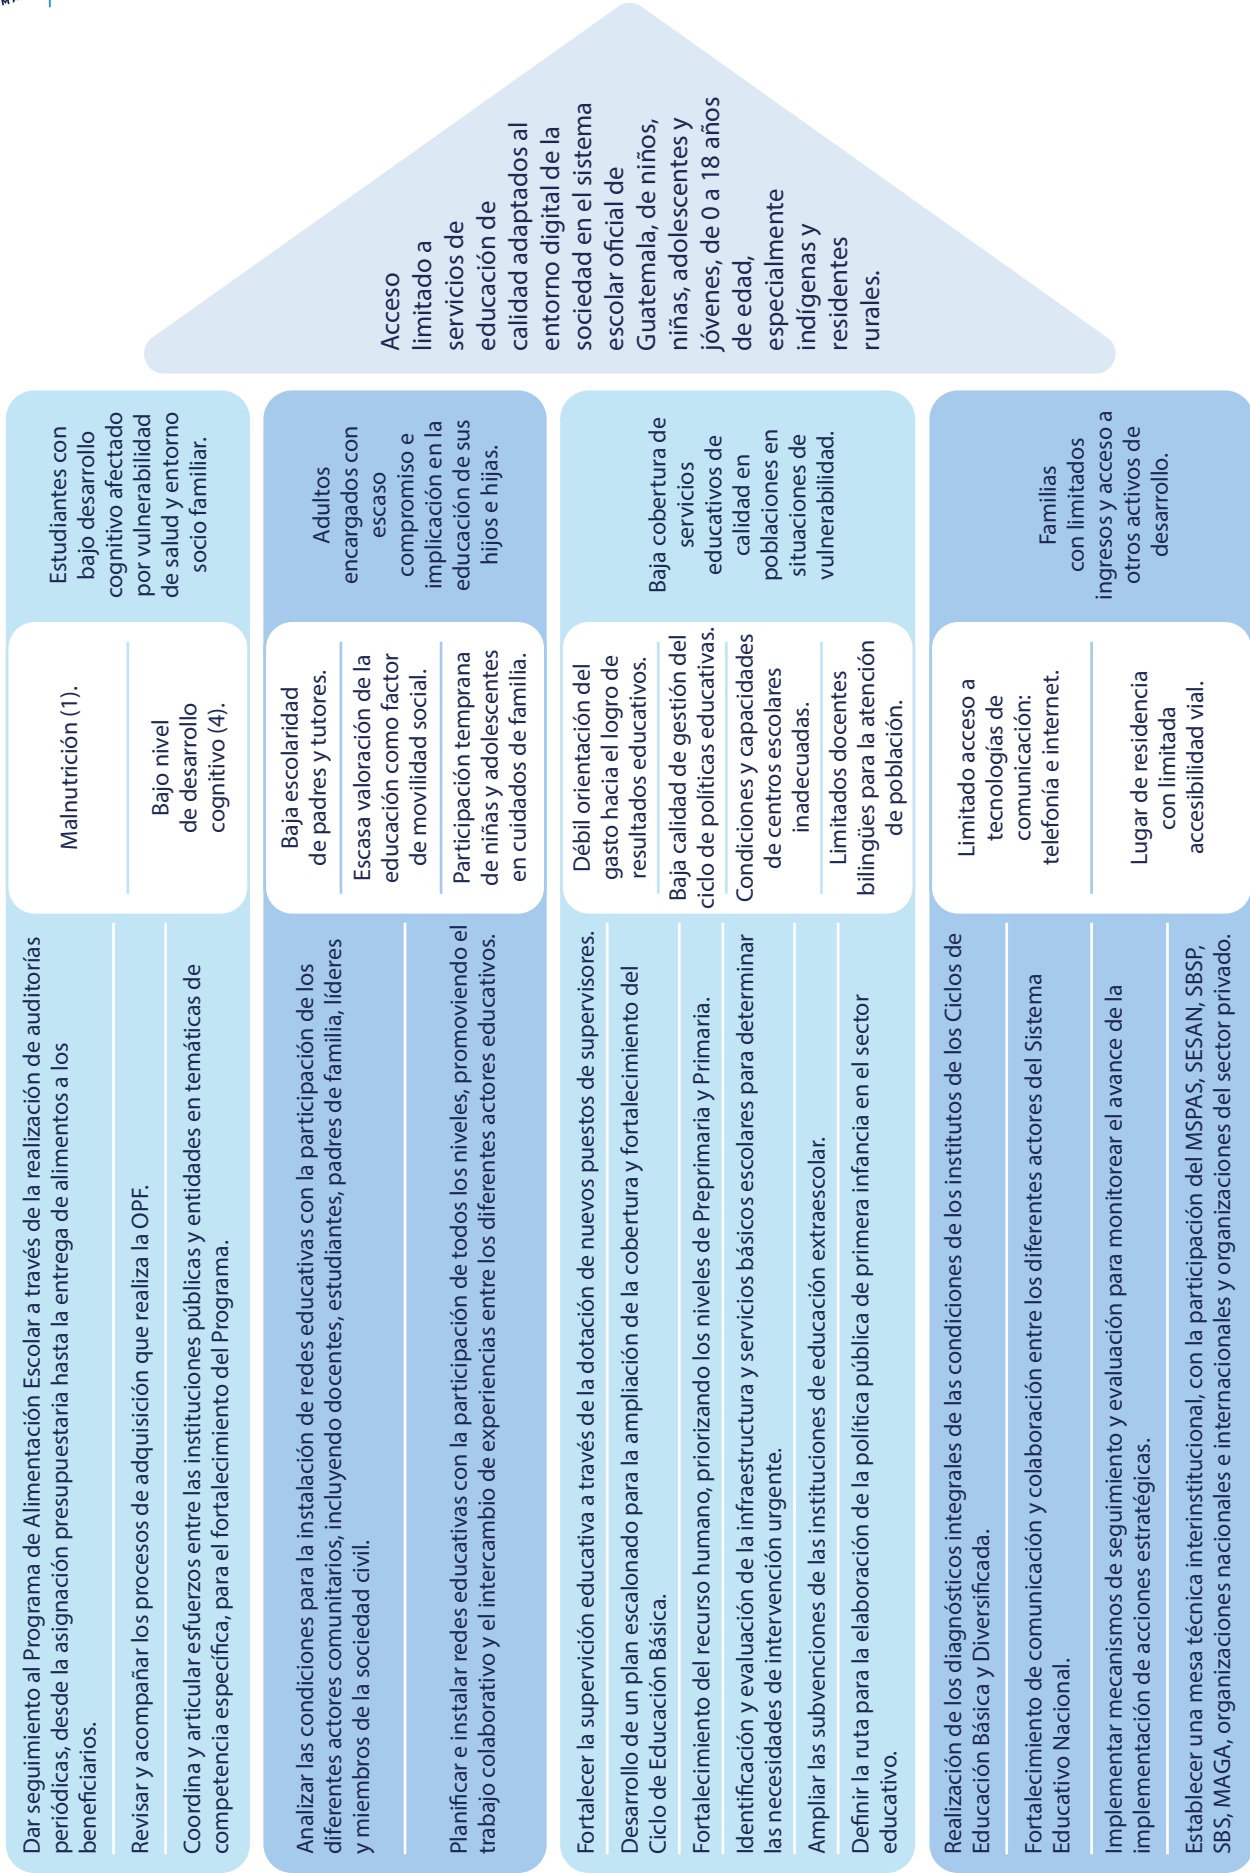 Dar seguimiento al Programa de Alimentación Escolar a través de la realización de auditorías
periódicas, desde la asignación presupuestaria hasta la entrega de alimentos a los
beneficiarios.
Revisar y acompañar los procesos de adquisición que realiza la OPF.
Coordina y articular esfuerzos entre las instituciones públicas y entidades en temáticas de
competencia específica, para el fortalecimiento del Programa.
Malnutrición (1).
Bajo nivel
de desarrollo
cognitivo (4).
Estudiantes con
bajo desarrollo
cognitivo afectado
por vulnerabilidad
de salud y entorno
socio familiar.
Analizar las condiciones para la instalación de redes educativas con la participación de los
diferentes actores comunitarios, incluyendo docentes, estudiantes, padres de familia, líderes
y miembros de la sociedad civil.
Planificar e instalar redes educativas con la participación de todos los niveles, promoviendo el
trabajo colaborativo y el intercambio de experiencias entre los diferentes actores educativos.
Baja escolaridad
de padres y tutores.
Escasa valoración de la
educación como factor
de movilidad social.
Participación temprana
de niñas y adolescentes
en cuidados de familia.
Adultos
encargados con
escaso
compromiso e
implicación en la
educación de sus
hijos e hijas.
Fortalecer la supervisión educativa a través de la dotación de nuevos puestos de supervisores.
Desarrollo de un plan escalonado para la ampliación de la cobertura y fortalecimiento del
Ciclo de Educación Básica.
Fortalecimiento del recurso humano, priorizando los niveles de Preprimaria y Primaria.
Identificación y evaluación de la infraestructura y servicios básicos escolares para determinar
las necesidades de intervención urgente.
Ampliar las subvenciones de las instituciones de educación extraescolar.
Definir la ruta para la elaboración de la política pública de primera infancia en el sector
educativo.
Débil orientación del
gasto hacia el logro de
resultados educativos.
Baja calidad de gestión del
ciclo de políticas educativas.
Condiciones y capacidades
de centros escolares
inadecuadas.
Limitados docentes
bilingües para la atención
de población.
Baja cobertura de
servicios
educativos de
calidad en
poblaciones en
situaciones de
vulnerabilidad.
Realización de los diagnósticos integrales de las condiciones de los institutos de los Ciclos de
Educación Básica y Diversificada.
Fortalecimiento de comunicación y colaboración entre los diferentes actores del Sistema
Educativo Nacional.
Implementar mecanismos de seguimiento y evaluación para monitorear el avance de la
implementación de acciones estratégicas.
Establecer una mesa técnica interinstitucional, con la participación del MSPAS, SESAN, SBSP,
SBS, MAGA, organizaciones nacionales e internacionales y organizaciones del sector privado.
Limitado acceso a
tecnologías de
comunicación:
telefonía e internet.
Lugar de residencia
con limitada
accesibilidad vial.
Familias
con limitados
ingresos y acceso a
otros activos de
desarrollo.
Acceso
limitado a
servicios de
educación de
calidad adaptados al
entorno digital de la
sociedad en el sistema
escolar oficial de
Guatemala, de niños,
niñas, adolescentes y
jóvenes, de 0 a 18 años
de edad,
especialmente
indígenas y
residentes
rurales.